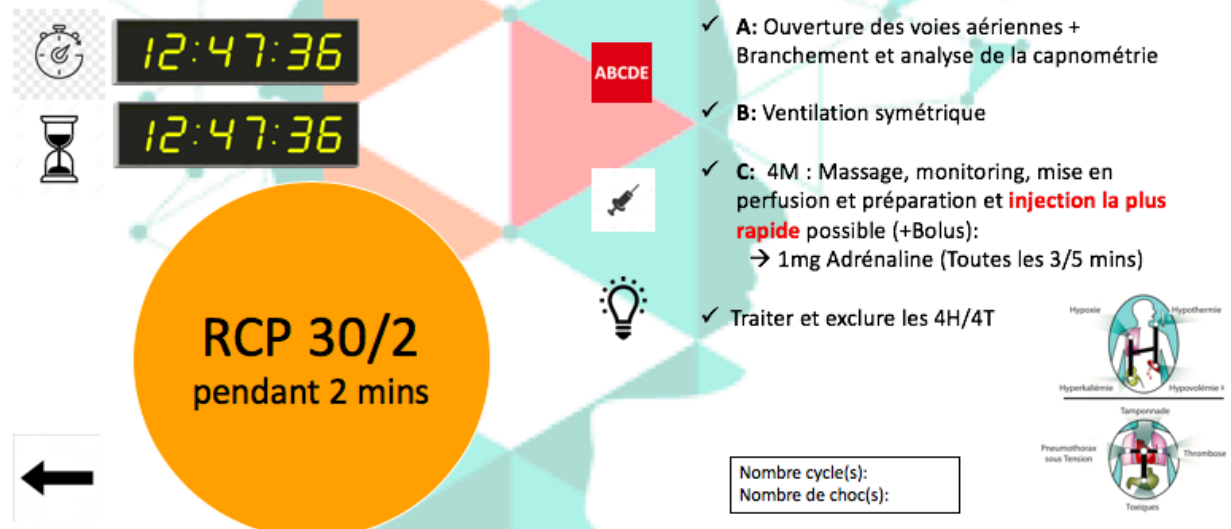 12:47:36
12:47:36
RCP 30/2
pendant 2 mins
ABCDE
✓ A: Ouverture des voies aériennes +
Branchement et analyse de la capnométrie
✓ B: Ventilation symétrique
✓ C: 4M : Massage, monitoring, mise en
perfusion et préparation et injection la plus
rapide possible (+Bolus):
→ 1mg Adrénaline (Toutes les 3/5 mins)
✓ Traiter et exclure les 4H/4T
Hypoxie
Hypothermie
H
Hyperkaliémie
Hypovolémie H
Tamponnade
Pneumothorax
sous Tension
Thrombose
Toxiques
Nombre cycle(s):
Nombre de choc(s):